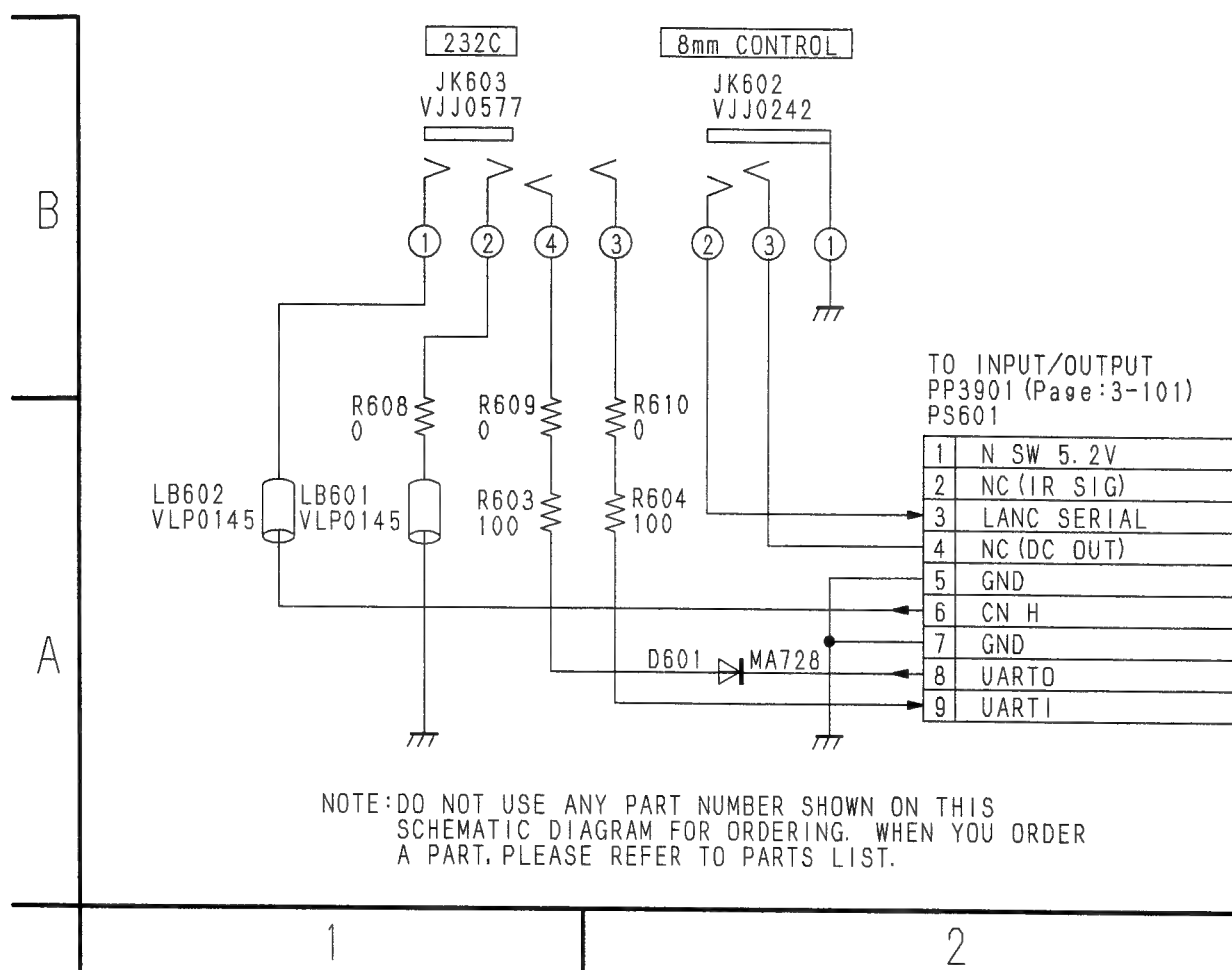 232C
8mm CONTROL
JK603
VJJ0577
JK602
VJJ0242
B
1
2
4
3
2
3
1
TO INPUT/OUTPUT
PP3901 (Page:3-101)
PS601
1 N SW 5.2V
2 NC(IR SIG)
3 LANC SERIAL
4 NC(DC OUT)
5 GND
6 CN H
7 GND
8 UARTO
9 UARTI
R608
0
R609
0
R610
0
LB602
VLP0145
LB601
VLP0145
R603
100
R604
100
A
D601
MA728
NOTE:DO NOT USE ANY PART NUMBER SHOWN ON THIS
SCHEMATIC DIAGRAM FOR ORDERING. WHEN YOU ORDER
A PART, PLEASE REFER TO PARTS LIST.
1
2